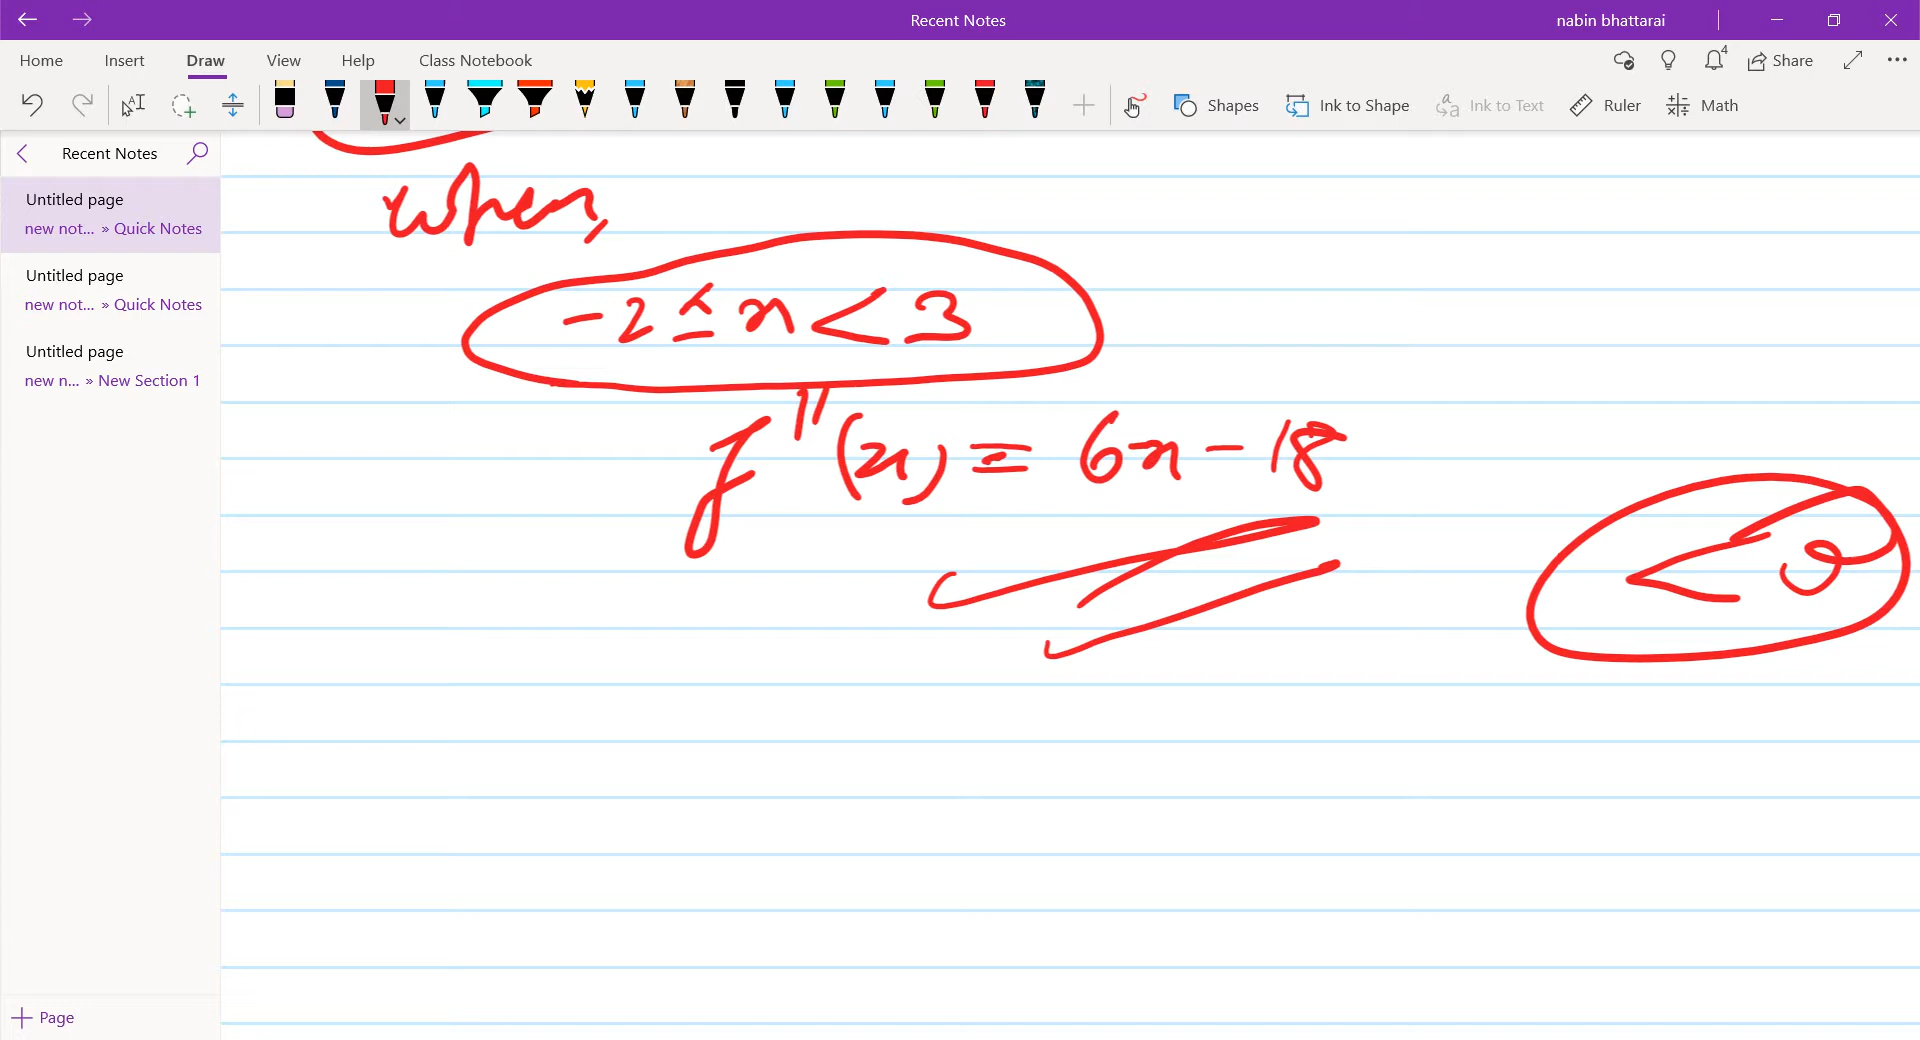 Recent Notes
nabin bhattarai
Home Insert Draw View Help Class Notebook
4
Share
Shapes
Ink to Shape
Ink to Text
Ruler
Math
Recent Notes
Untitled page
new not... » Quick Notes
Untitled page
new not... » Quick Notes
Untitled page
new n... » New Section 1
Page
when,
-2 ≤ x < 3
f''(x) = 6x - 18
< 0